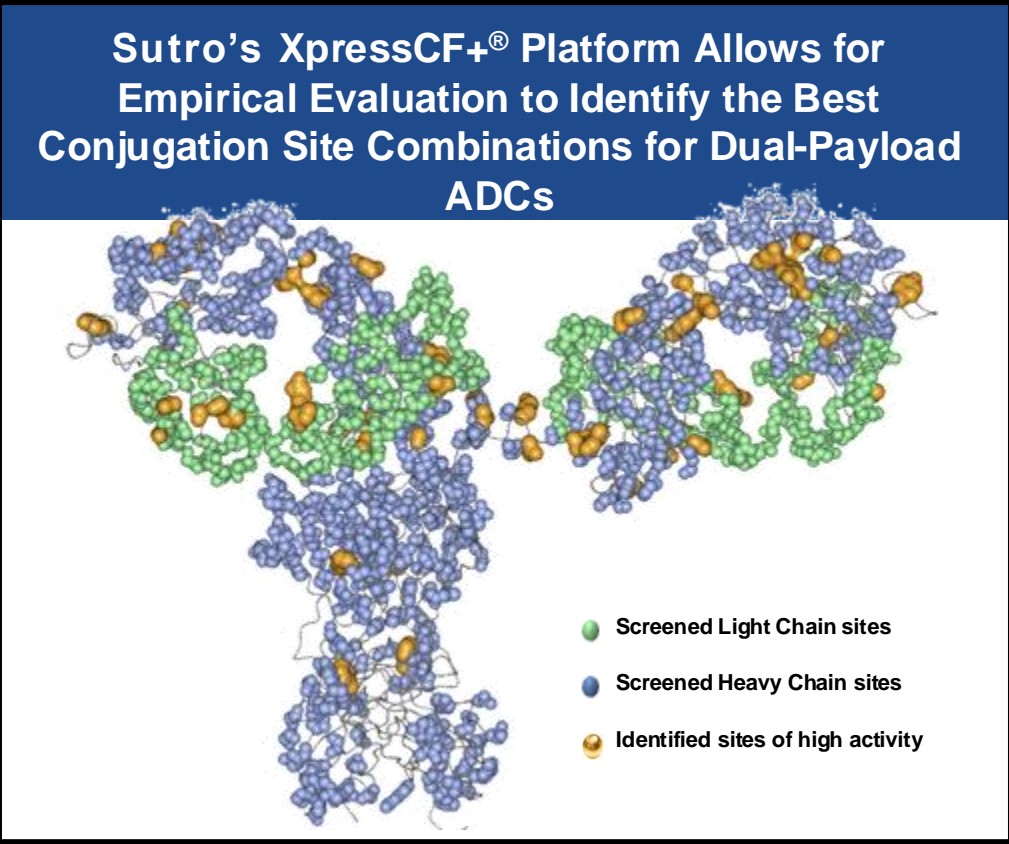 Sutro’s XpressCF+® Platform Allows for
Empirical Evaluation to Identify the Best
Conjugation Site Combinations for Dual-Payload
ADCs
Screened Light Chain sites
Screened Heavy Chain sites
Identified sites of high activity